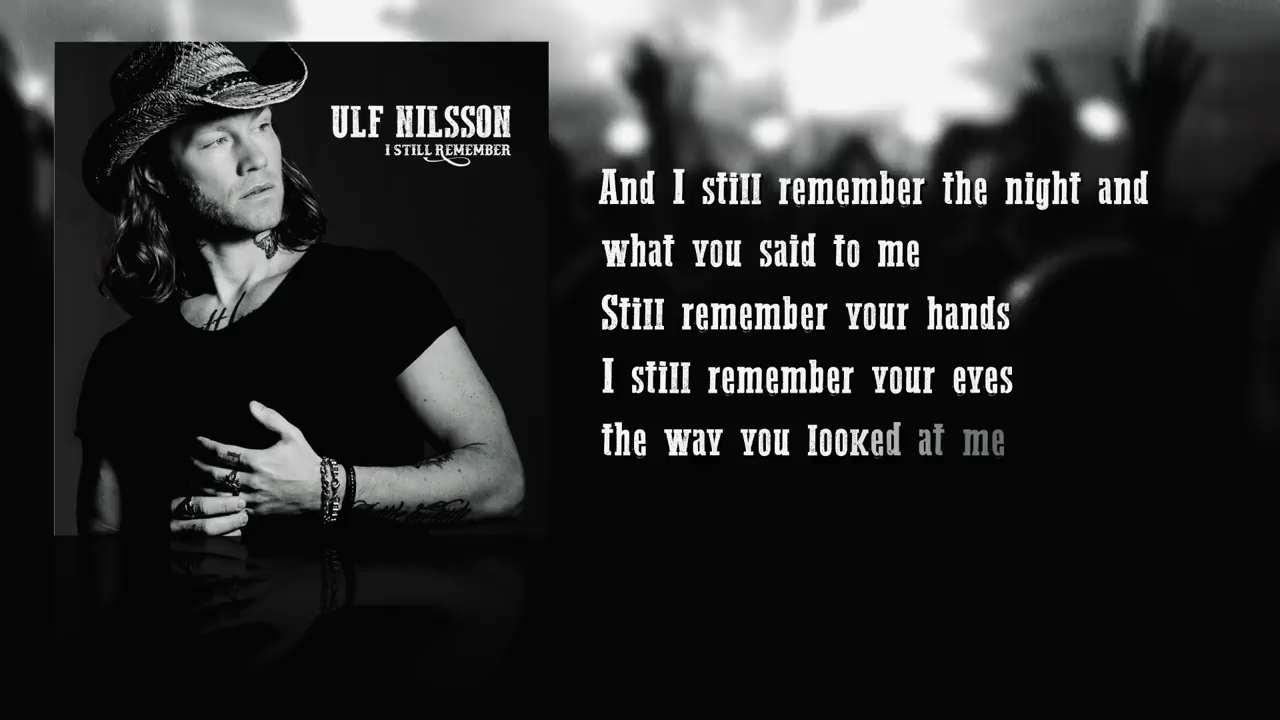 ULF NILSSON
I STILL REMEMBER
And I still remember the night and
what you said to me
Still remember your hands
I still remember your eyes
the way you looked at me